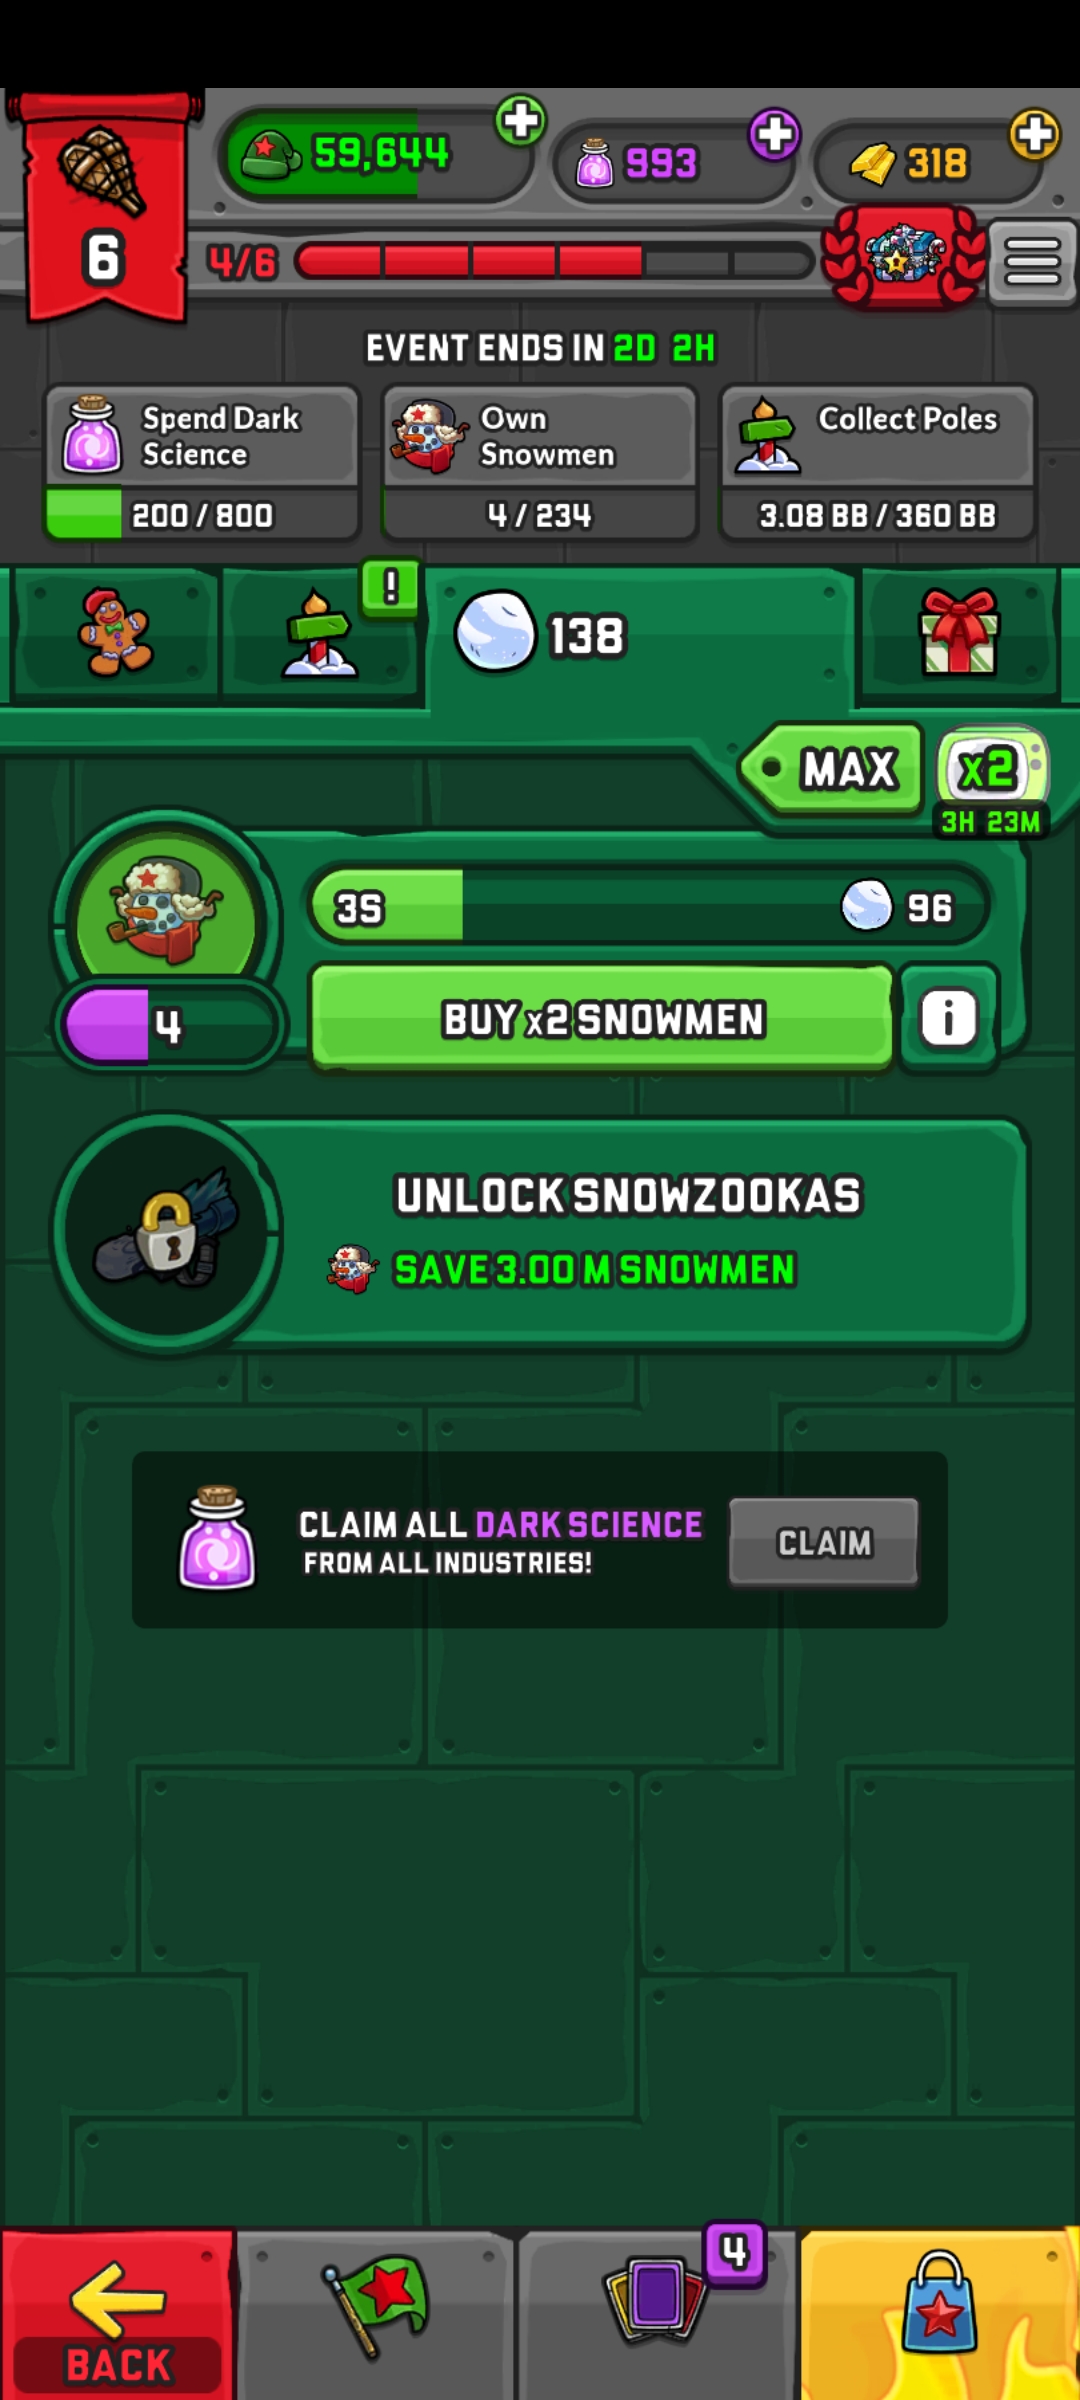 59,644
993
318
6
4/6
EVENT ENDS IN 2D 2H
Spend Dark
Science
200 / 800
Own
Snowmen
4 / 234
Collect Poles
3.08 BB / 360 BB
!
138
MAX
x2
3H 23M
3S
96
4
BUY x2 SNOWMEN
i
UNLOCK SNOWZOOKAS
SAVE 3.00 M SNOWMEN
CLAIM ALL DARK SCIENCE
FROM ALL INDUSTRIES!
CLAIM
4
BACK